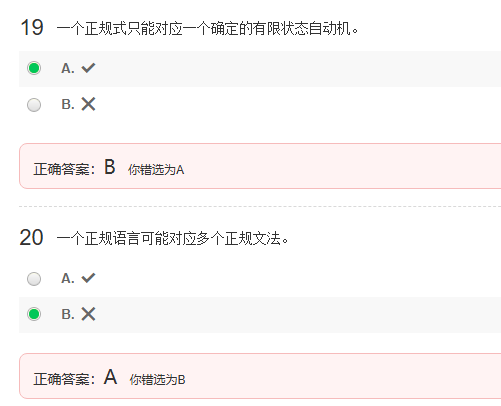 19 一个正规式只能对应一个确定的有限状态自动机。
A. ✔
B. ✕
正确答案：B 你错选为A
20 一个正规语言可能对应多个正规文法。
A. ✔
B. ✕
正确答案：A 你错选为B